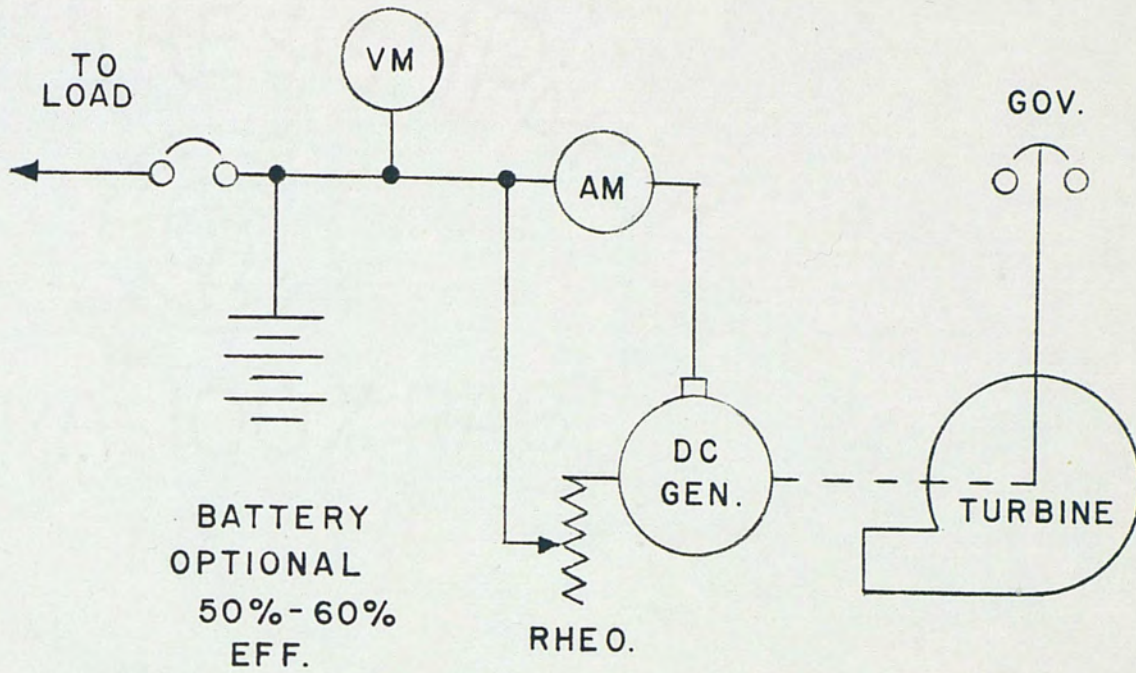 TO
LOAD
VM
GOV.
AM
DC
GEN.
TURBINE
BATTERY
OPTIONAL
50%-60%
EFF.
RHEO.